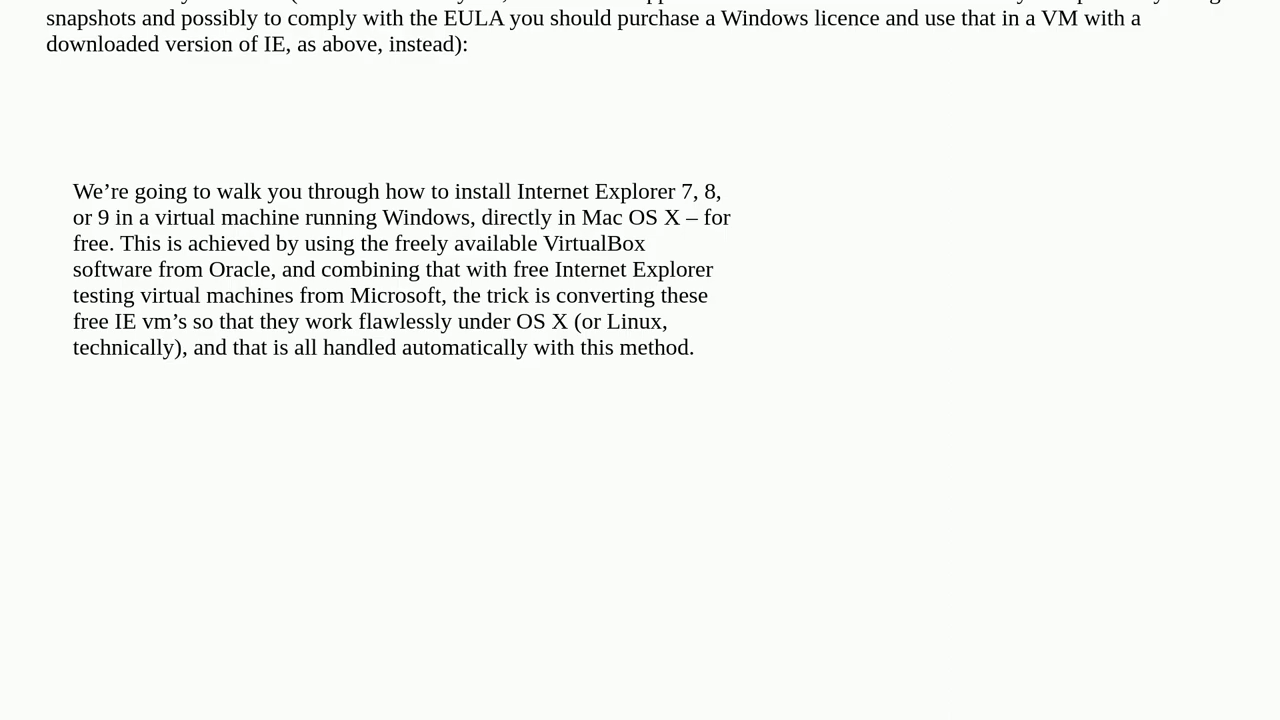 snapshots and possibly to comply with the EULA you should purchase a Windows licence and use that in a VM with a
downloaded version of IE, as above, instead):
We’re going to walk you through how to install Internet Explorer 7, 8,
or 9 in a virtual machine running Windows, directly in Mac OS X – for
free. This is achieved by using the freely available VirtualBox
software from Oracle, and combining that with free Internet Explorer
testing virtual machines from Microsoft, the trick is converting these
free IE vm’s so that they work flawlessly under OS X (or Linux,
technically), and that is all handled automatically with this method.